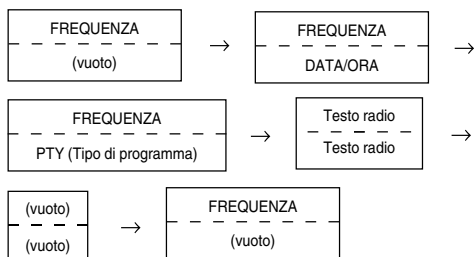 FREQUENZA
(vuoto)
→
FREQUENZA
DATA/ORA
→
FREQUENZA
PTY (Tipo di programma)
→
Testo radio
Testo radio
→
(vuoto)
(vuoto)
→
FREQUENZA
(vuoto)